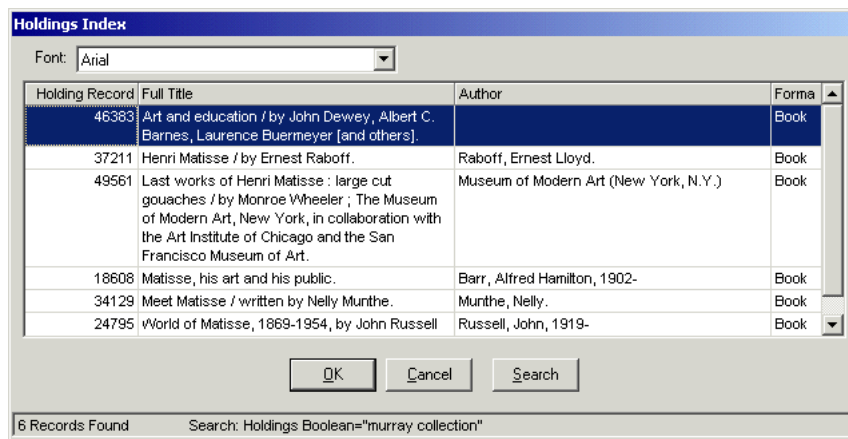 Holdings Index
Font: Arial
Holding Record Full Title Author Forma
46383 Art and education / by John Dewey, Albert C. Book
Barnes, Laurence Buermeyer [and others].
37211 Henri Matisse / by Ernest Raboff. Raboff, Ernest Lloyd. Book
49561 Last works of Henri Matisse : large cut Museum of Modern Art (New York, N.Y.) Book
gouaches / by Monroe Wheeler ; The Museum
of Modern Art, New York, in collaboration with
the Art Institute of Chicago and the San
Francisco Museum of Art.
18608 Matisse, his art and his public. Barr, Alfred Hamilton, 1902- Book
34129 Meet Matisse / written by Nelly Munthe. Munthe, Nelly. Book
24795 World of Matisse, 1869-1954, by John Russell Russell, John, 1919- Book
OK Cancel Search
6 Records Found Search: Holdings Boolean="murray collection"